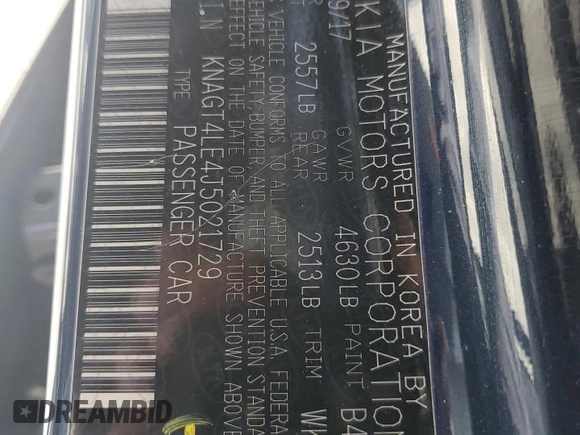 MANUFACTURED IN KOREA BY
KIA MOTORS CORPORATION
9/17 GVWR 4630LB PAINT B4
GAWR
2557LB REAR 2513LB TRIM WK
VEHICLE CONFORMS TO ALL APPLICABLE U.S.A. FEDERAL
VEHICLE SAFETY, BUMPER AND THEFT PREVENTION STANDA
EFFECT ON THE DATE OF MANUFACTURE SHOWN ABOVE
I.N KNAGT4LE4J5021729
TYPE PASSENGER CAR
DREAMBID